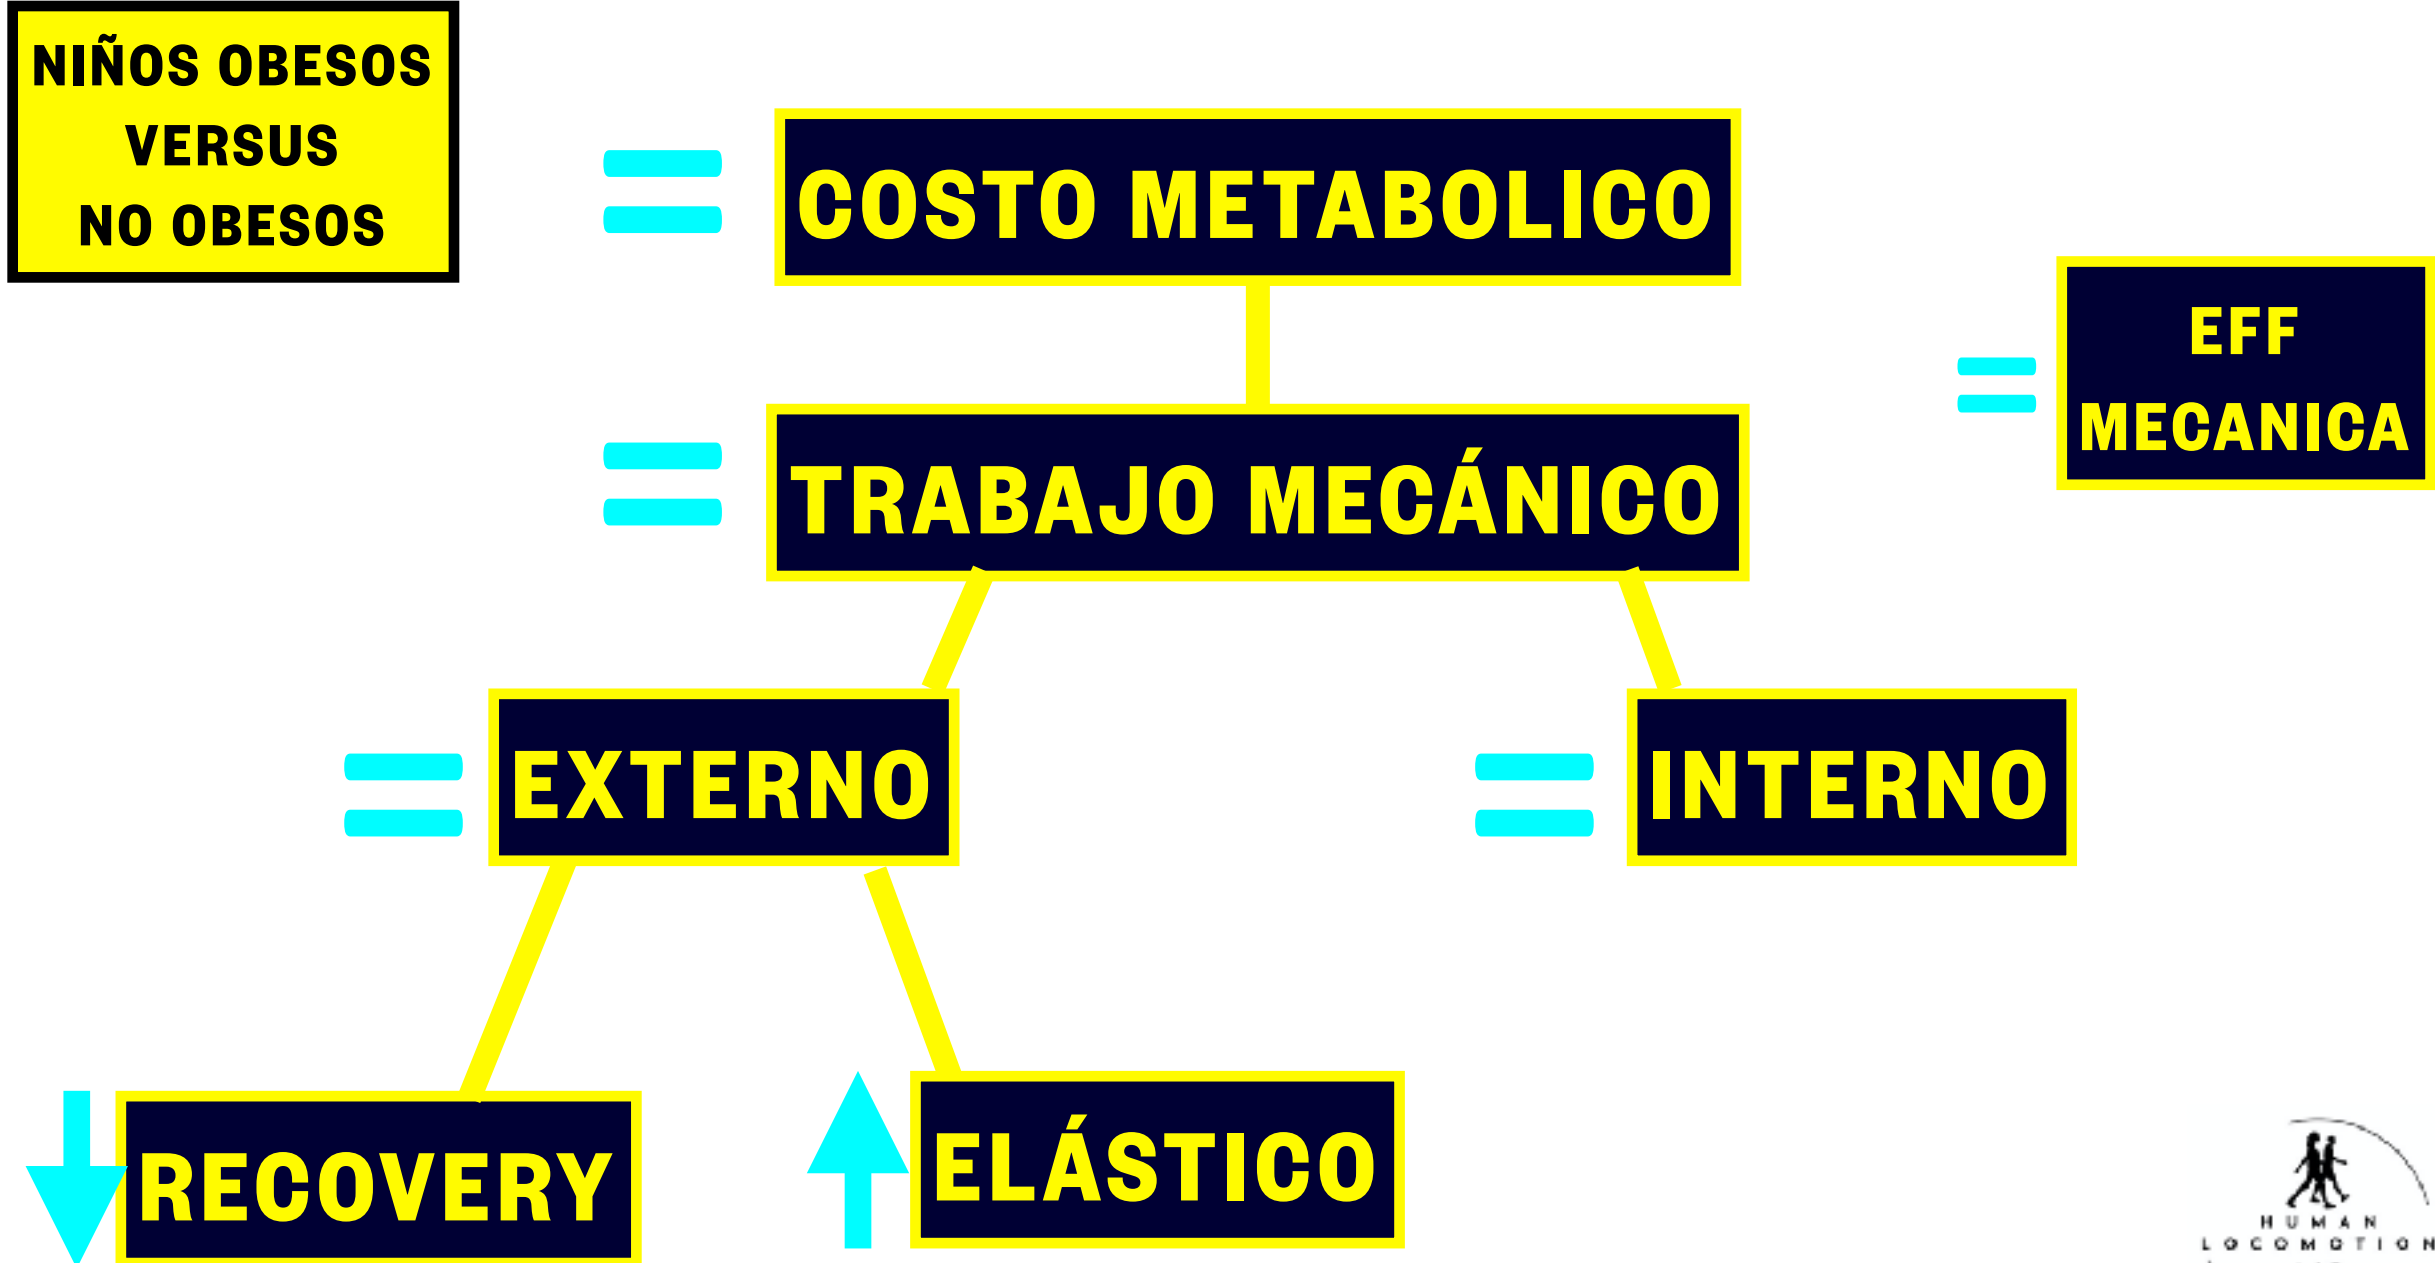 NIÑOS OBESOS
VERSUS
NO OBESOS
COSTO METABOLICO
EFF
MECANICA
TRABAJO MECÁNICO
EXTERNO
INTERNO
RECOVERY
ELÁSTICO
HUMAN
LOCOMOTION